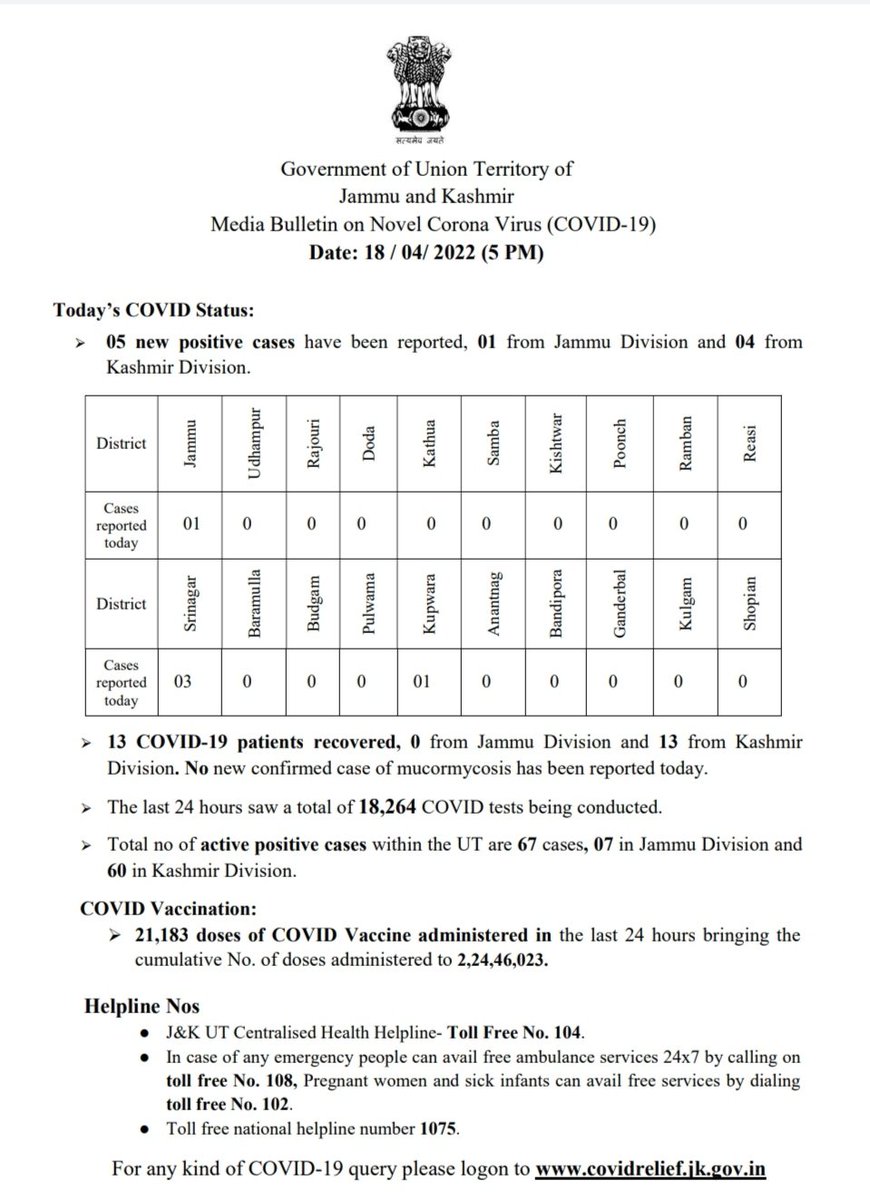 सत्यमेव जयते
Government of Union Territory of
Jammu and Kashmir
Media Bulletin on Novel Corona Virus (COVID-19)
Date: 18 / 04/ 2022 (5 PM)
Today’s COVID Status:
➢ 05 new positive cases have been reported, 01 from Jammu Division and 04 from
Kashmir Division.
District Jammu Udhampur Rajouri Doda Kathua Samba Kishtwar Poonch Ramban Reasi
Cases
reported
today
01 0 0 0 0 0 0 0 0 0
District Srinagar Baramulla Budgam Pulwama Kupwara Anantnag Bandipora Ganderbal Kulgam Shopian
Cases
reported
today
03 0 0 0 01 0 0 0 0 0
➢ 13 COVID-19 patients recovered, 0 from Jammu Division and 13 from Kashmir
Division. No new confirmed case of mucormycosis has been reported today.
➢ The last 24 hours saw a total of 18,264 COVID tests being conducted.
➢ Total no of active positive cases within the UT are 67 cases, 07 in Jammu Division and
60 in Kashmir Division.
COVID Vaccination:
➢ 21,183 doses of COVID Vaccine administered in the last 24 hours bringing the
cumulative No. of doses administered to 2,24,46,023.
Helpline Nos
● J&K UT Centralised Health Helpline- Toll Free No. 104.
● In case of any emergency people can avail free ambulance services 24x7 by calling on
toll free No. 108, Pregnant women and sick infants can avail free services by dialing
toll free No. 102.
● Toll free national helpline number 1075.
For any kind of COVID-19 query please logon to www.covidrelief.jk.gov.in